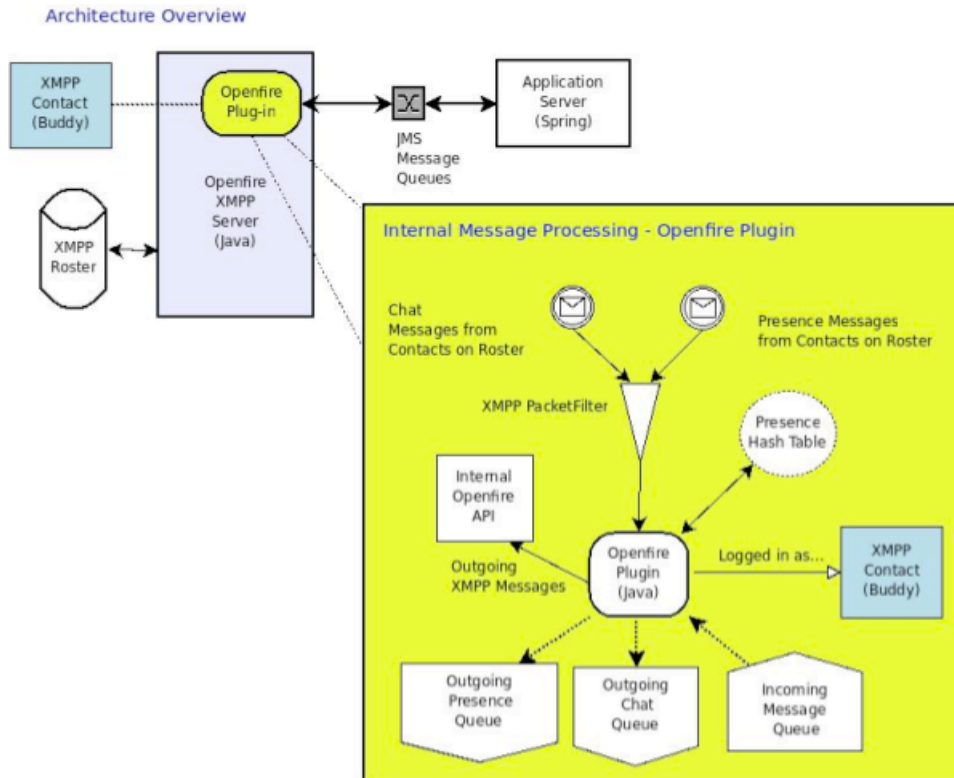 Architecture Overview
XMPP
Contact
(Buddy)
Openfire
Plug-in
Application
Server
(Spring)
JMS
Message
Queues
Openfire
XMPP
Server
(Java)
XMPP
Roster
Internal Message Processing - Openfire Plugin
Chat
Messages from
Contacts on Roster
Presence Messages
from Contacts on Roster
XMPP PacketFilter
Presence
Hash Table
Internal
Openfire
API
Outgoing
XMPP Messages
Openfire
Plugin
(Java)
Logged in as...
XMPP
Contact
(Buddy)
Outgoing
Presence
Queue
Outgoing
Chat
Queue
Incoming
Message
Queue